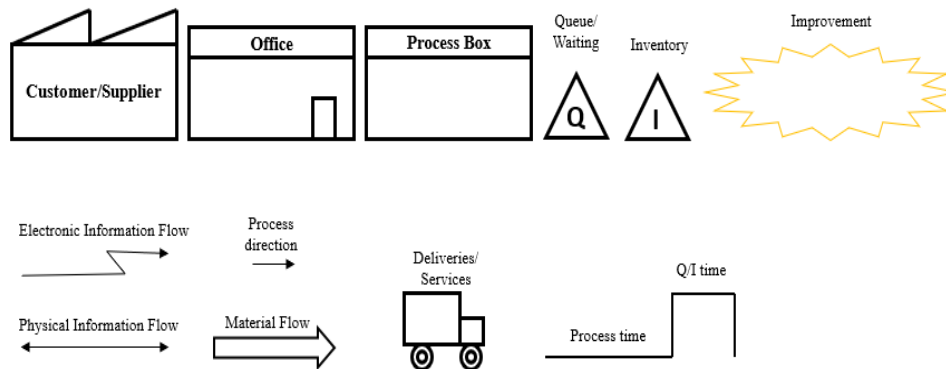 Queue/
Waiting
Inventory
Improvement
Customer/Supplier
Office
Process Box
Q
I
Electronic Information Flow
Process
direction
Deliveries/
Services
Q/I time
Physical Information Flow
Material Flow
Process time